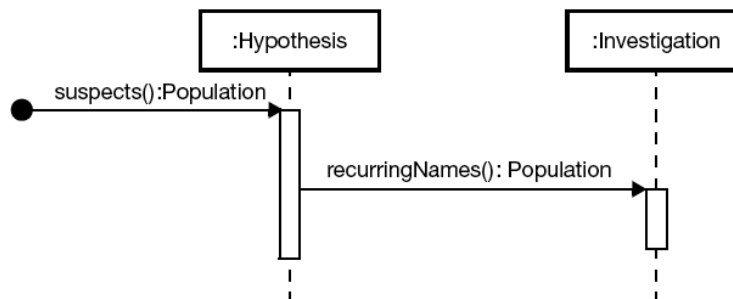 :Hypothesis
:Investigation
suspects():Population
recurringNames(): Population